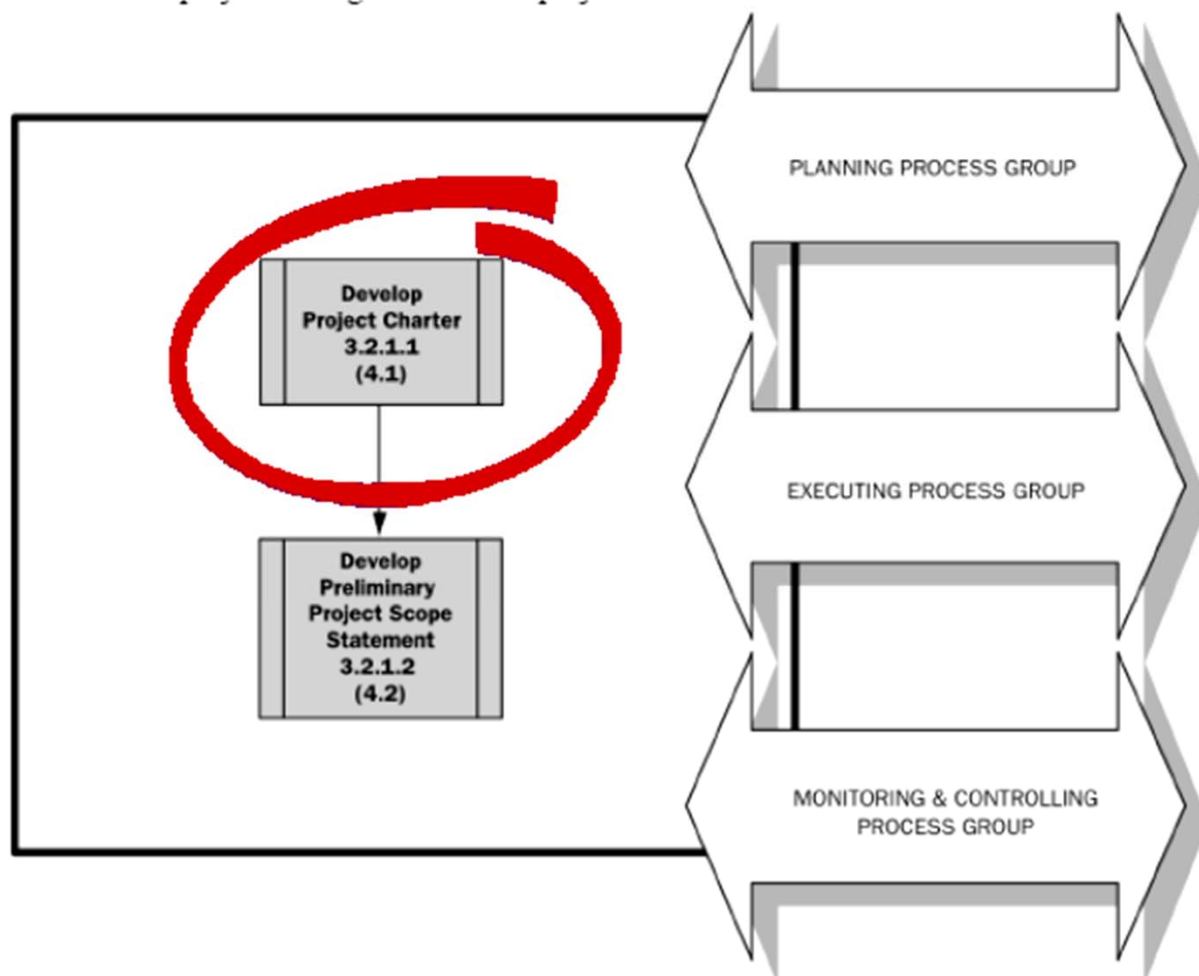 Develop
Project Charter
3.2.1.1
(4.1)
Develop
Preliminary
Project Scope
Statement
3.2.1.2
(4.2)
PLANNING PROCESS GROUP
EXECUTING PROCESS GROUP
MONITORING & CONTROLLING
PROCESS GROUP